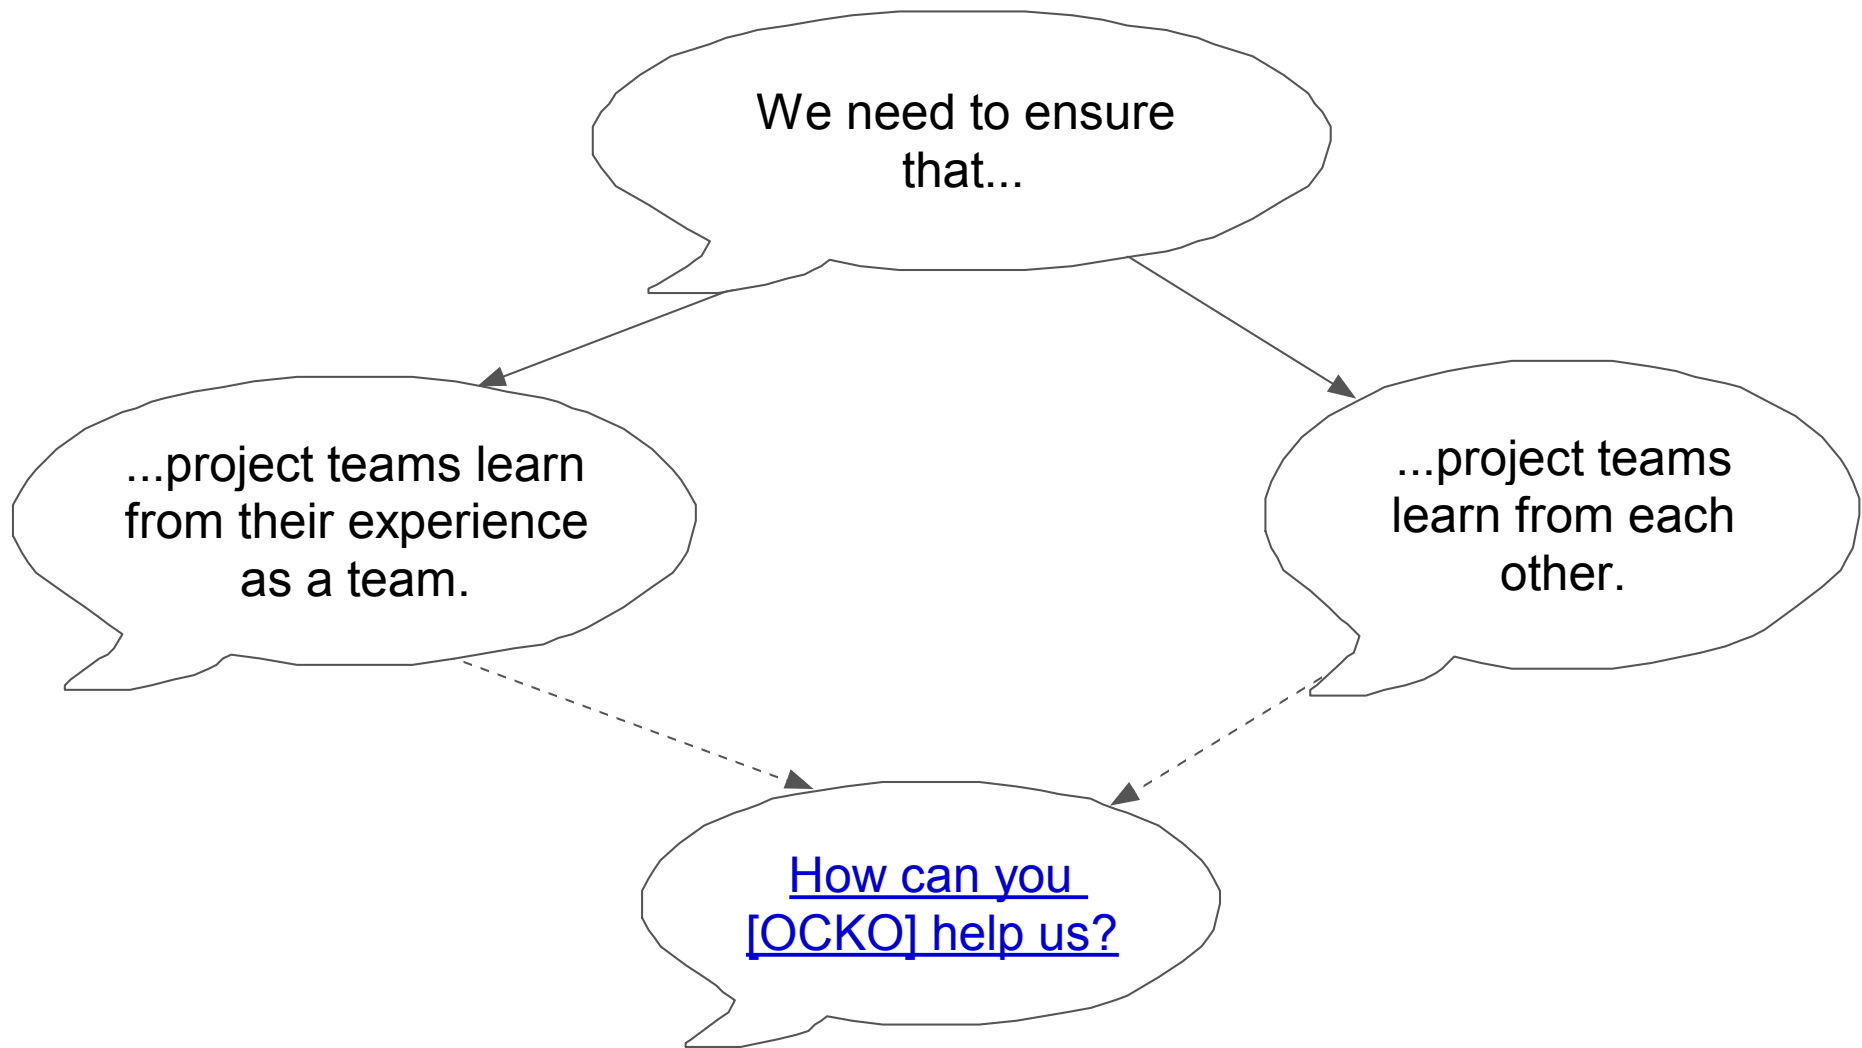 We need to ensure
that...
...project teams learn
from their experience
as a team.
...project teams
learn from each
other.
How can you
[OCKO] help us?